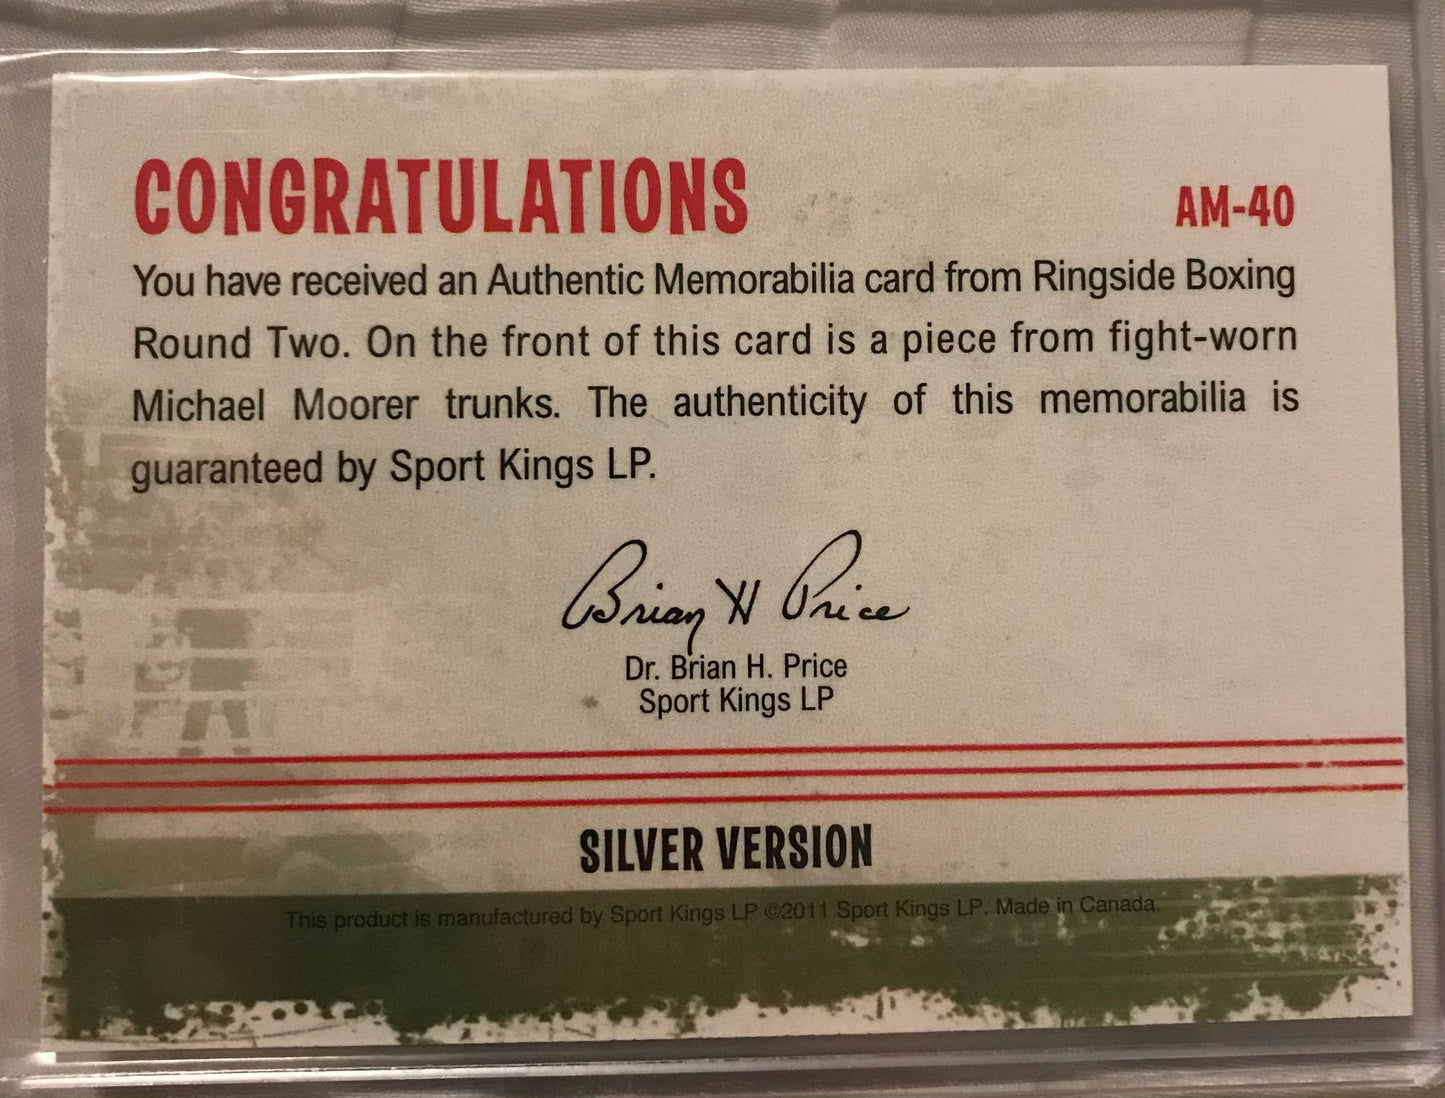 CONGRATULATIONS
AM-40
You have received an Authentic Memorabilia card from Ringside Boxing
Round Two. On the front of this card is a piece from fight-worn
Michael Moorer trunks. The authenticity of this memorabilia is
guaranteed by Sport Kings LP.
Brian H Price
Dr. Brian H. Price
Sport Kings LP
SILVER VERSION
This product is manufactured by Sport Kings LP ©2011 Sport Kings LP. Made in Canada.